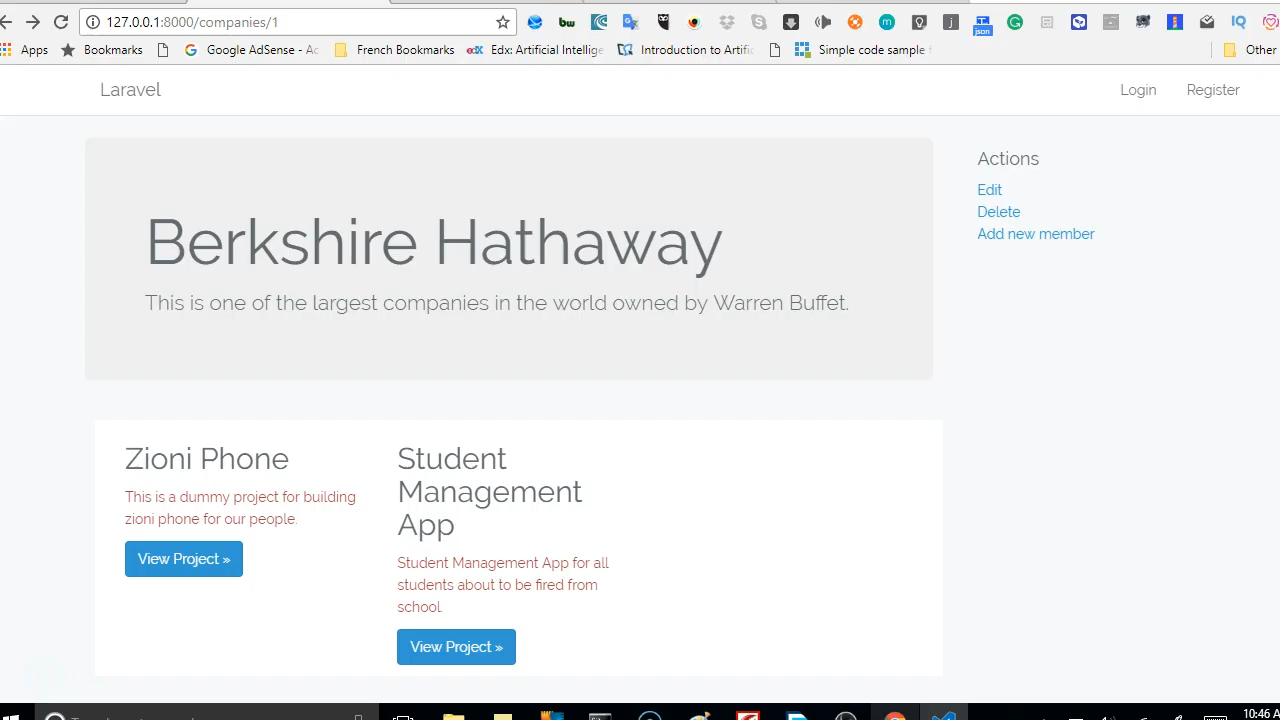 127.0.0.1:8000/companies/1
Apps Bookmarks Google AdSense - Ac French Bookmarks Edx: Artificial Intellige Introduction to Artific Simple code sample f Other
Laravel Login Register
Berkshire Hathaway
This is one of the largest companies in the world owned by Warren Buffet.
Actions
Edit
Delete
Add new member
Zioni Phone
This is a dummy project for building
zioni phone for our people.
View Project »
Student
Management
App
Student Management App for all
students about to be fired from
school.
View Project »
10:46 A